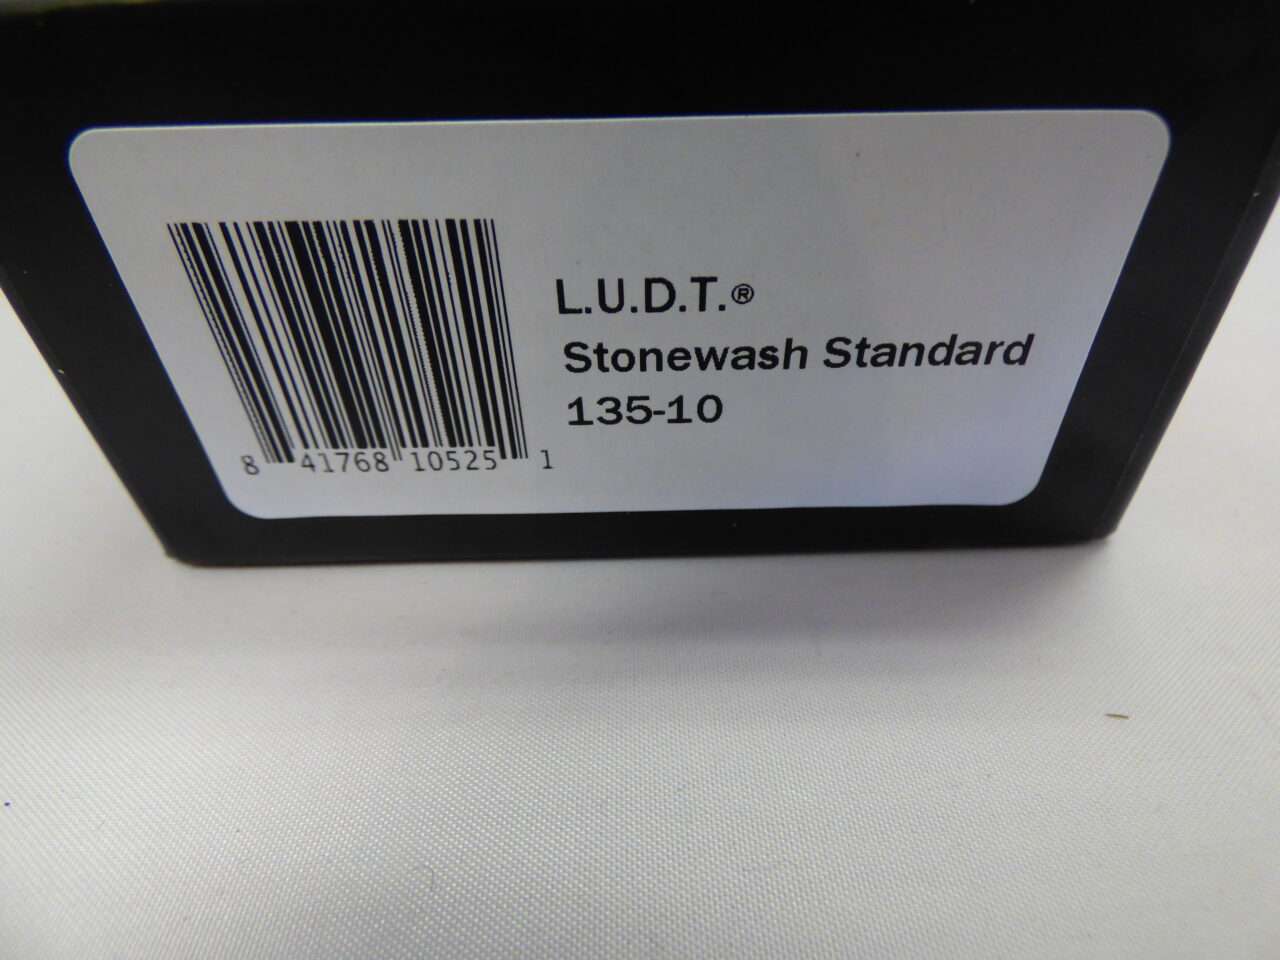 L.U.D.T.®
Stonewash Standard
135-10
8 41768 10525 1